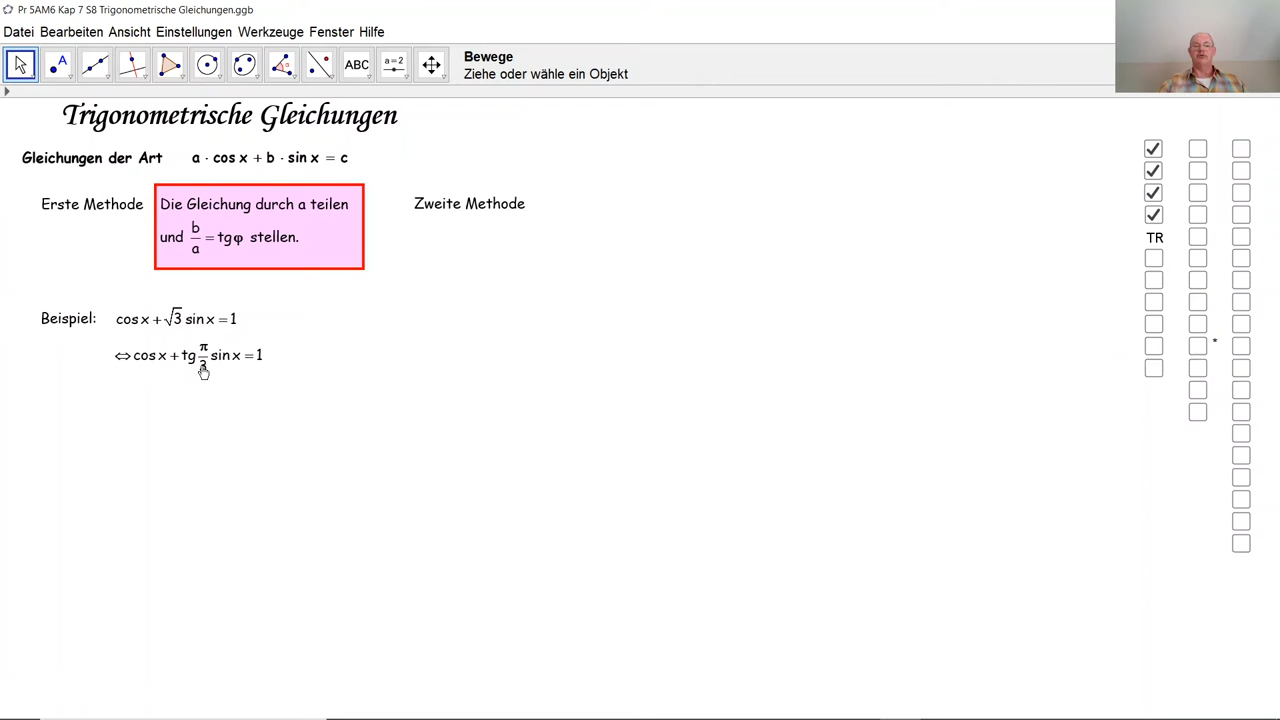 Pr 5AM6 Kap 7 S8 Trigonometrische Gleichungen.ggb
Datei Bearbeiten Ansicht Einstellungen Werkzeuge Fenster Hilfe
A ABC a=2 Bewege
Ziehe oder wähle ein Objekt
Trigonometrische Gleichungen
Gleichungen der Art a · cos x + b · sin x = c
Erste Methode Die Gleichung durch a teilen
und b/a = tgφ stellen.
Zweite Methode
Beispiel: cos x + √3 sin x = 1
⇔ cos x + tg π/3 sin x = 1
TR
*